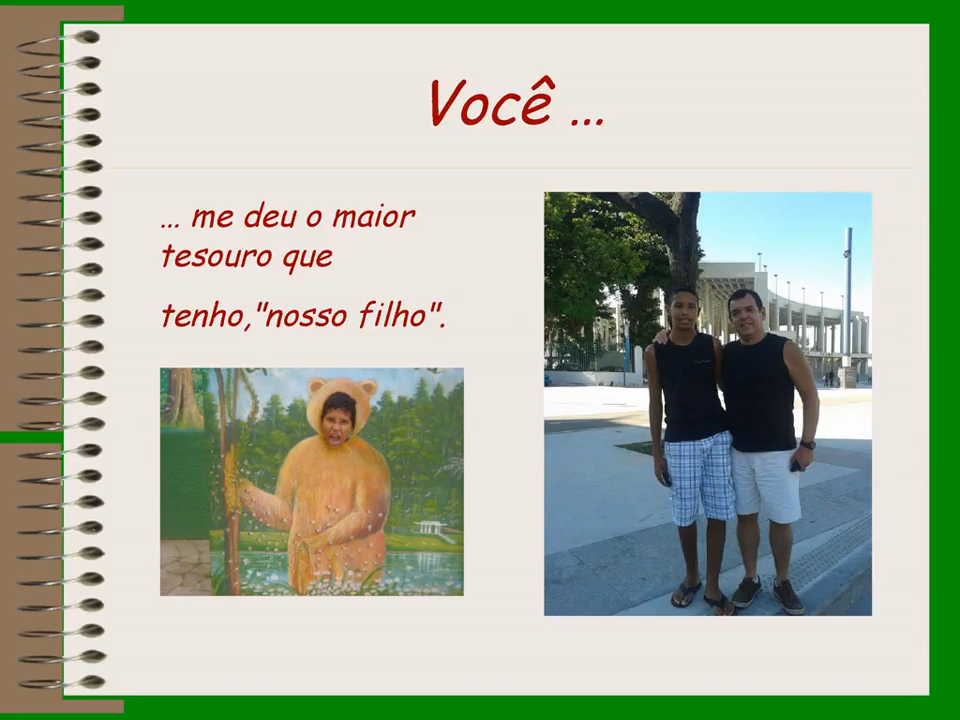 Você ...
... me deu o maior
tesouro que
tenho,"nosso filho".